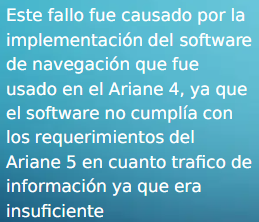 Este fallo fue causado por la
implementación del software
de navegación que fue
usado en el Ariane 4, ya que
el software no cumplía con
los requerimientos del
Ariane 5 en cuanto trafico de
información ya que era
insuficiente